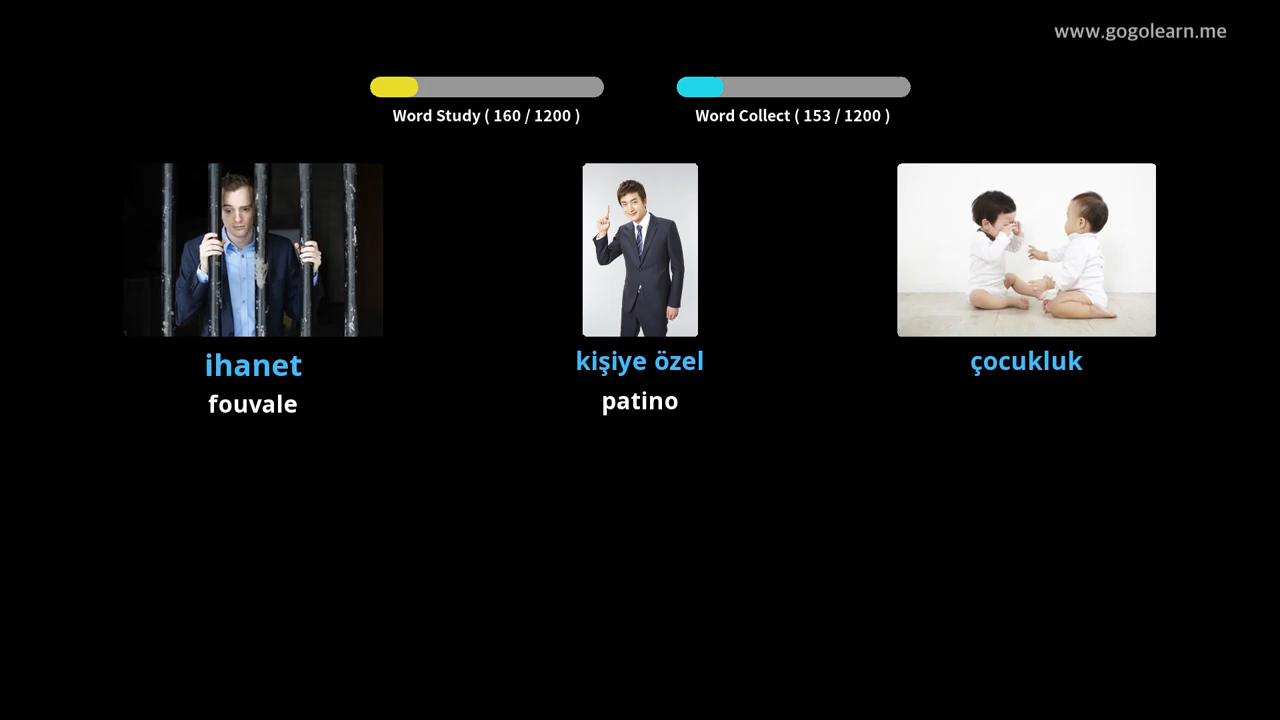 www.gogolearn.me
Word Study ( 160 / 1200 )
Word Collect ( 153 / 1200 )
ihanet
fouvale
kişiye özel
patino
çocukluk